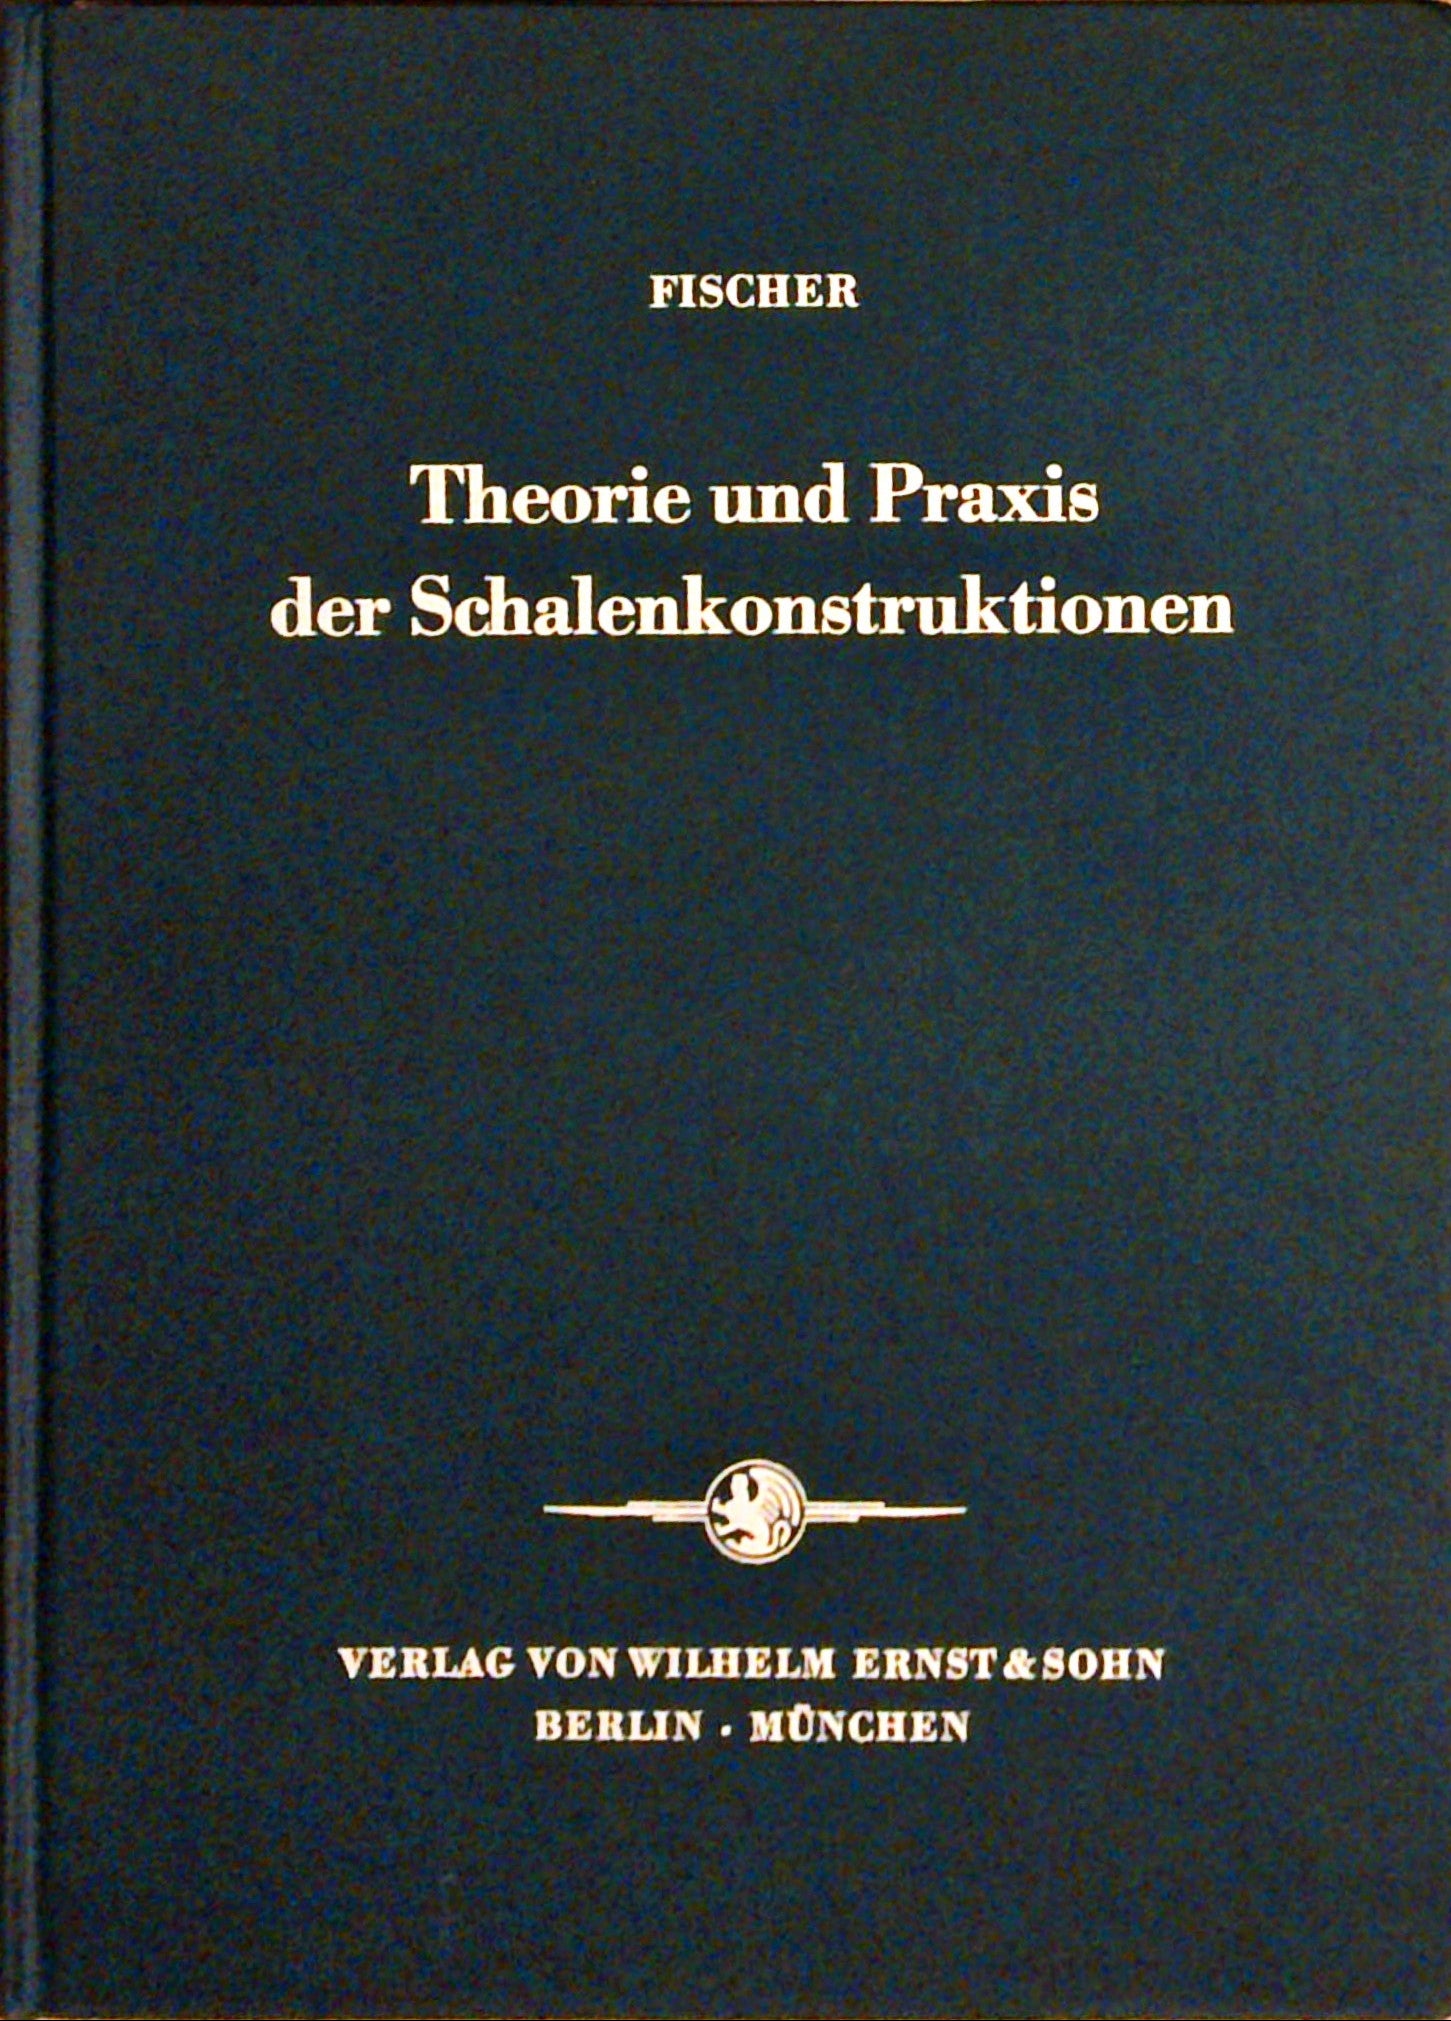 FISCHER
Theorie und Praxis
der Schalenkonstruktionen
VERLAG VON WILHELM ERNST & SOHN
BERLIN · MÜNCHEN